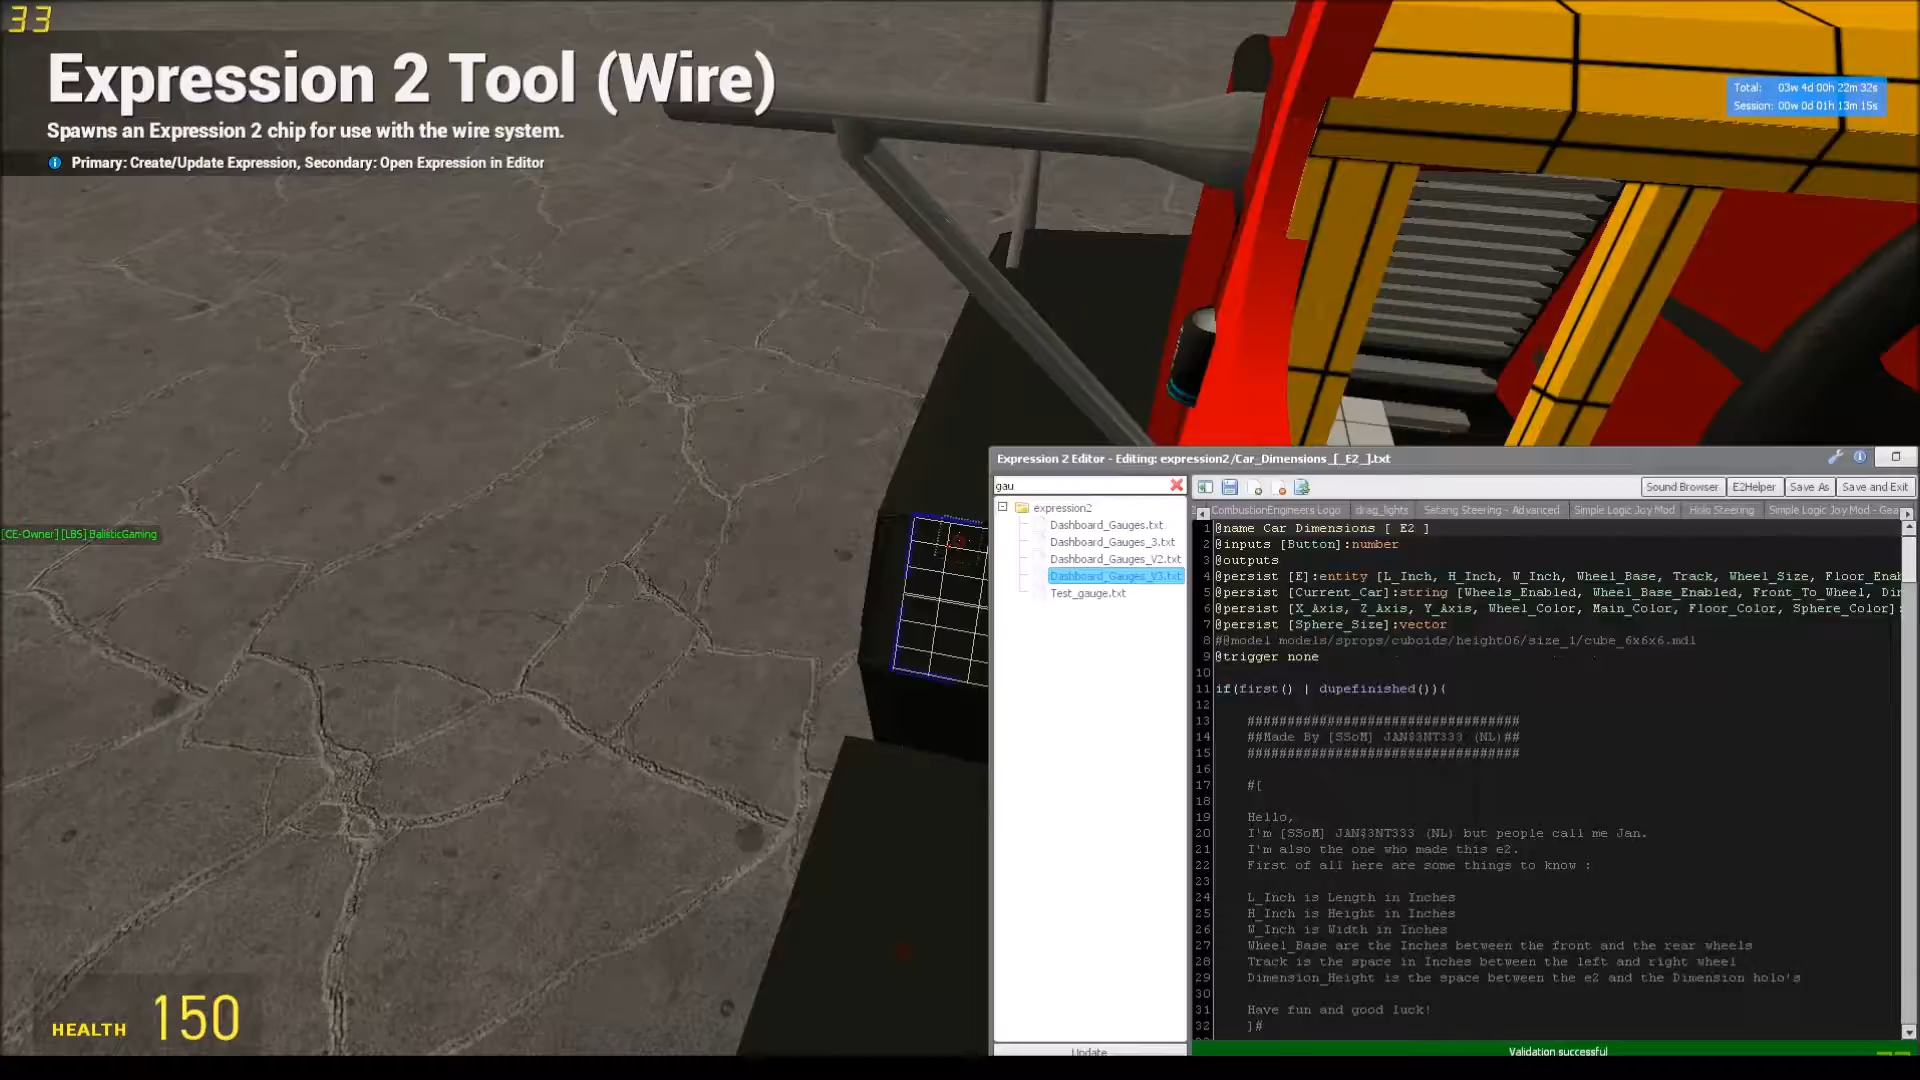 33
Expression 2 Tool (Wire)
Spawns an Expression 2 chip for use with the wire system.
Primary: Create/Update Expression, Secondary: Open Expression in Editor
Total: 03w 4d 00h 22m 32s
Session: 00w 0d 01h 13m 15s
[CE-Owner] [LBS] BalisticGaming
HEALTH 150
Expression 2 Editor - Editing: expression2/Car_Dimensions_[_E2_].txt
gau
Sound Browser
E2Helper
Save As
Save and Exit
expression2
Dashboard_Gauges.txt
Dashboard_Gauges_3.txt
Dashboard_Gauges_V2.txt
Dashboard_Gauges_V3.txt
Test_gauge.txt
Update
CombustionEngineers Logo
drag_lights
Setang Steering - Advanced
Simple Logic Joy Mod
Holo Steering
Simple Logic Joy Mod - Gea
1 @name Car Dimensions [ E2 ]
2 @inputs [Button]:number
3 @outputs
4 @persist [E]:entity [L_Inch, H_Inch, W_Inch, Wheel_Base, Track, Wheel_Size, Floor_Enab
5 @persist [Current_Car]:string [Wheels_Enabled, Wheel_Base_Enabled, Front_To_Wheel, Din
6 @persist [X_Axis, Z_Axis, Y_Axis, Wheel_Color, Main_Color, Floor_Color, Sphere_Color]:
7 @persist [Sphere_Size]:vector
8 #@model models/sprops/cuboids/height06/size_1/cube_6x6x6.mdl
9 @trigger none
10
11 if(first() | dupefinished()){
12
13 ##################################
14 ##Made By [SSoM] JAN$3NT333 (NL)##
15 ##################################
16
17 #[
18
19 Hello,
20 I'm [SSoM] JAN$3NT333 (NL) but people call me Jan.
21 I'm also the one who made this e2.
22 First of all here are some things to know :
23
24 L_Inch is Length in Inches
25 H_Inch is Height in Inches
26 W_Inch is Width in Inches
27 Wheel_Base are the Inches between the front and the rear wheels
28 Track is the space in Inches between the left and right wheel
29 Dimension_Height is the space between the e2 and the Dimension holo's
30
31 Have fun and good luck!
32 ]#
Validation successful